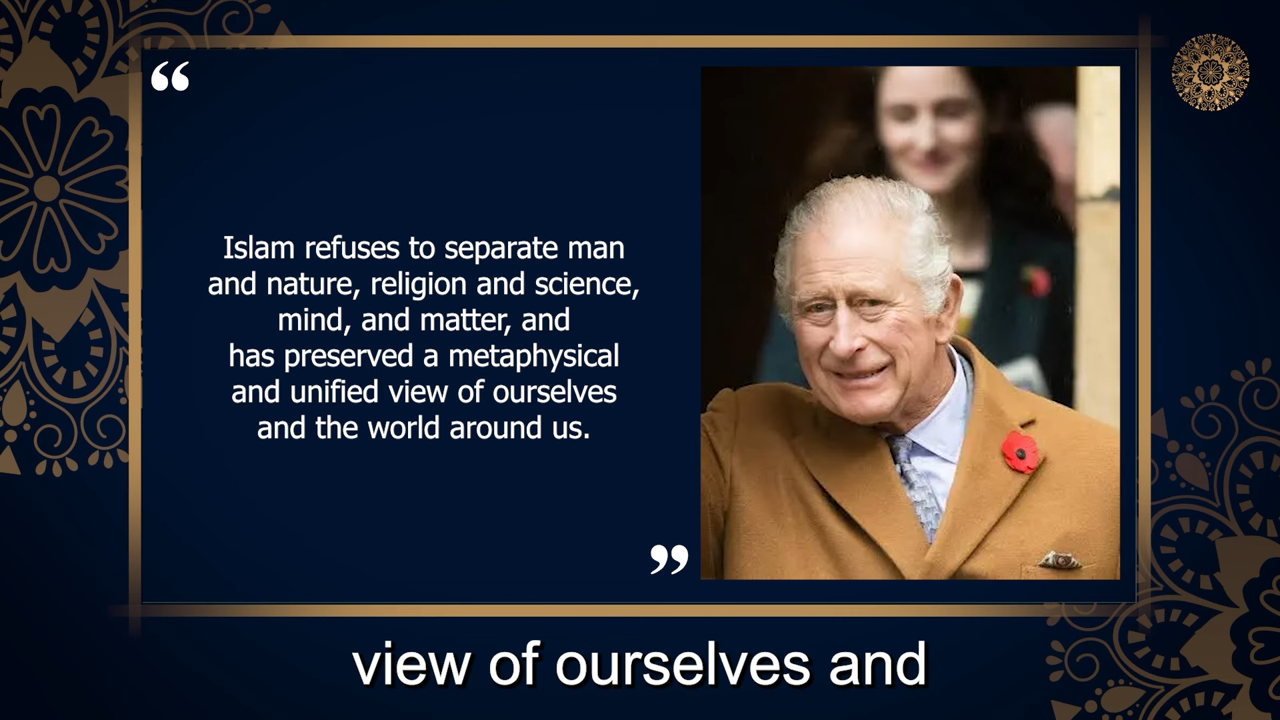 “
Islam refuses to separate man
and nature, religion and science,
mind, and matter, and
has preserved a metaphysical
and unified view of ourselves
and the world around us.
”
view of ourselves and